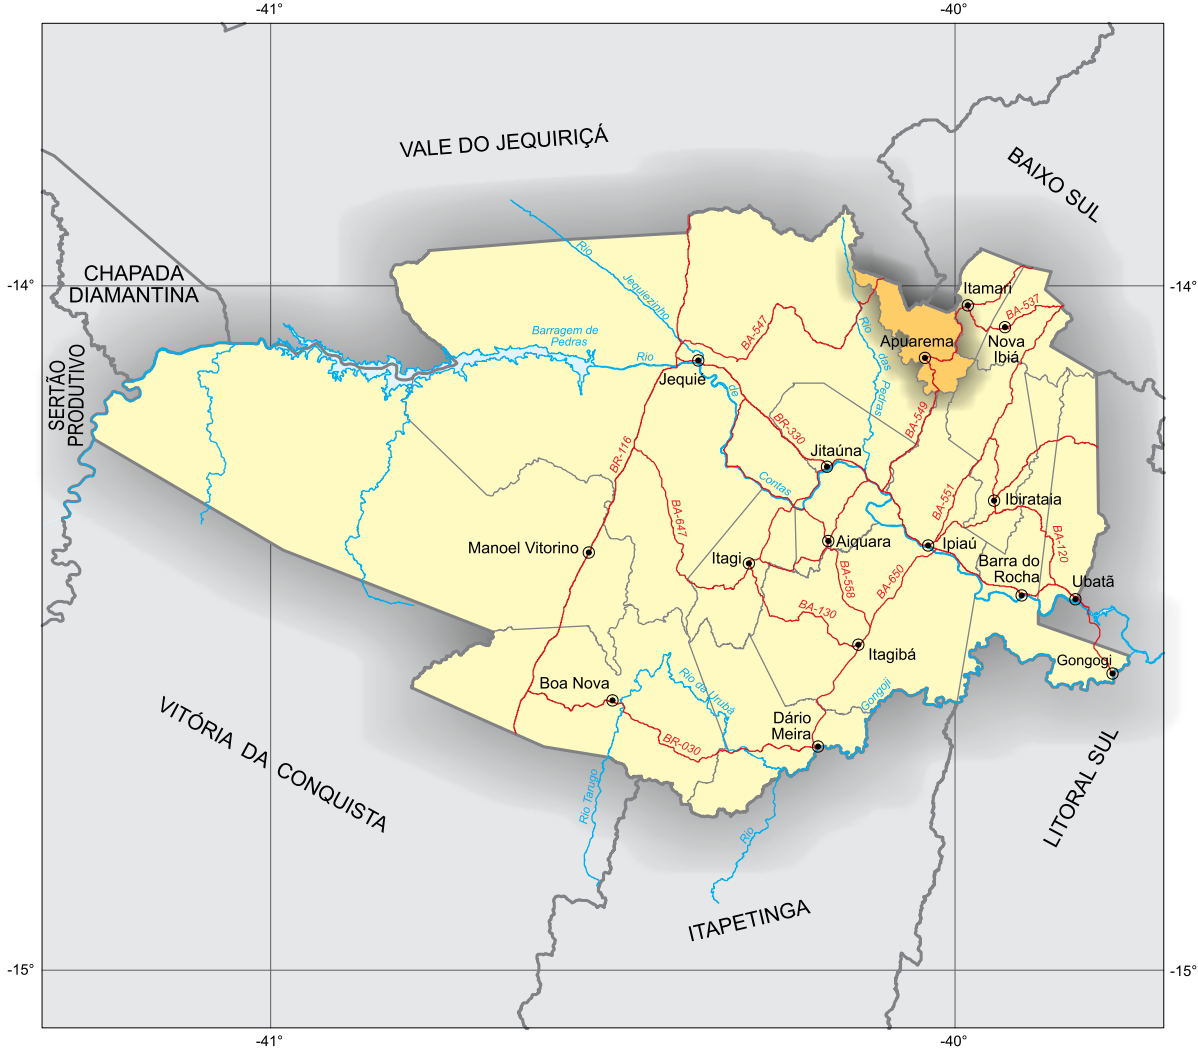 -41°
-40°
VALE DO JEQUIRIÇÁ
BAIXO SUL
Rio
CHAPADA
DIAMANTINA
-14°
-14°
Jequiezinho
Itamari
BA-537
BA-547
Rio
das
Pedras
Barragem de
Pedras
Apuarema
Nova
Ibiá
SERTÃO
PRODUTIVO
Rio
Jequié
de
BA-549
BR-330
BR-116
Jitaúna
Contas
BA-551
Ibirataia
BA-647
Manoel Vitorino
Itagi
Aiquara
Ipiaú
BA-120
Barra do
Rocha
BA-558
BA-650
Ubatã
BA-130
Itagibá
Gongogi
Boa Nova
Rio da Urubá
Gongoji
Dário
Meira
VITÓRIA DA CONQUISTA
BR-030
Rio Tarugo
Rio
LITORAL SUL
ITAPETINGA
-15°
-15°
-41°
-40°